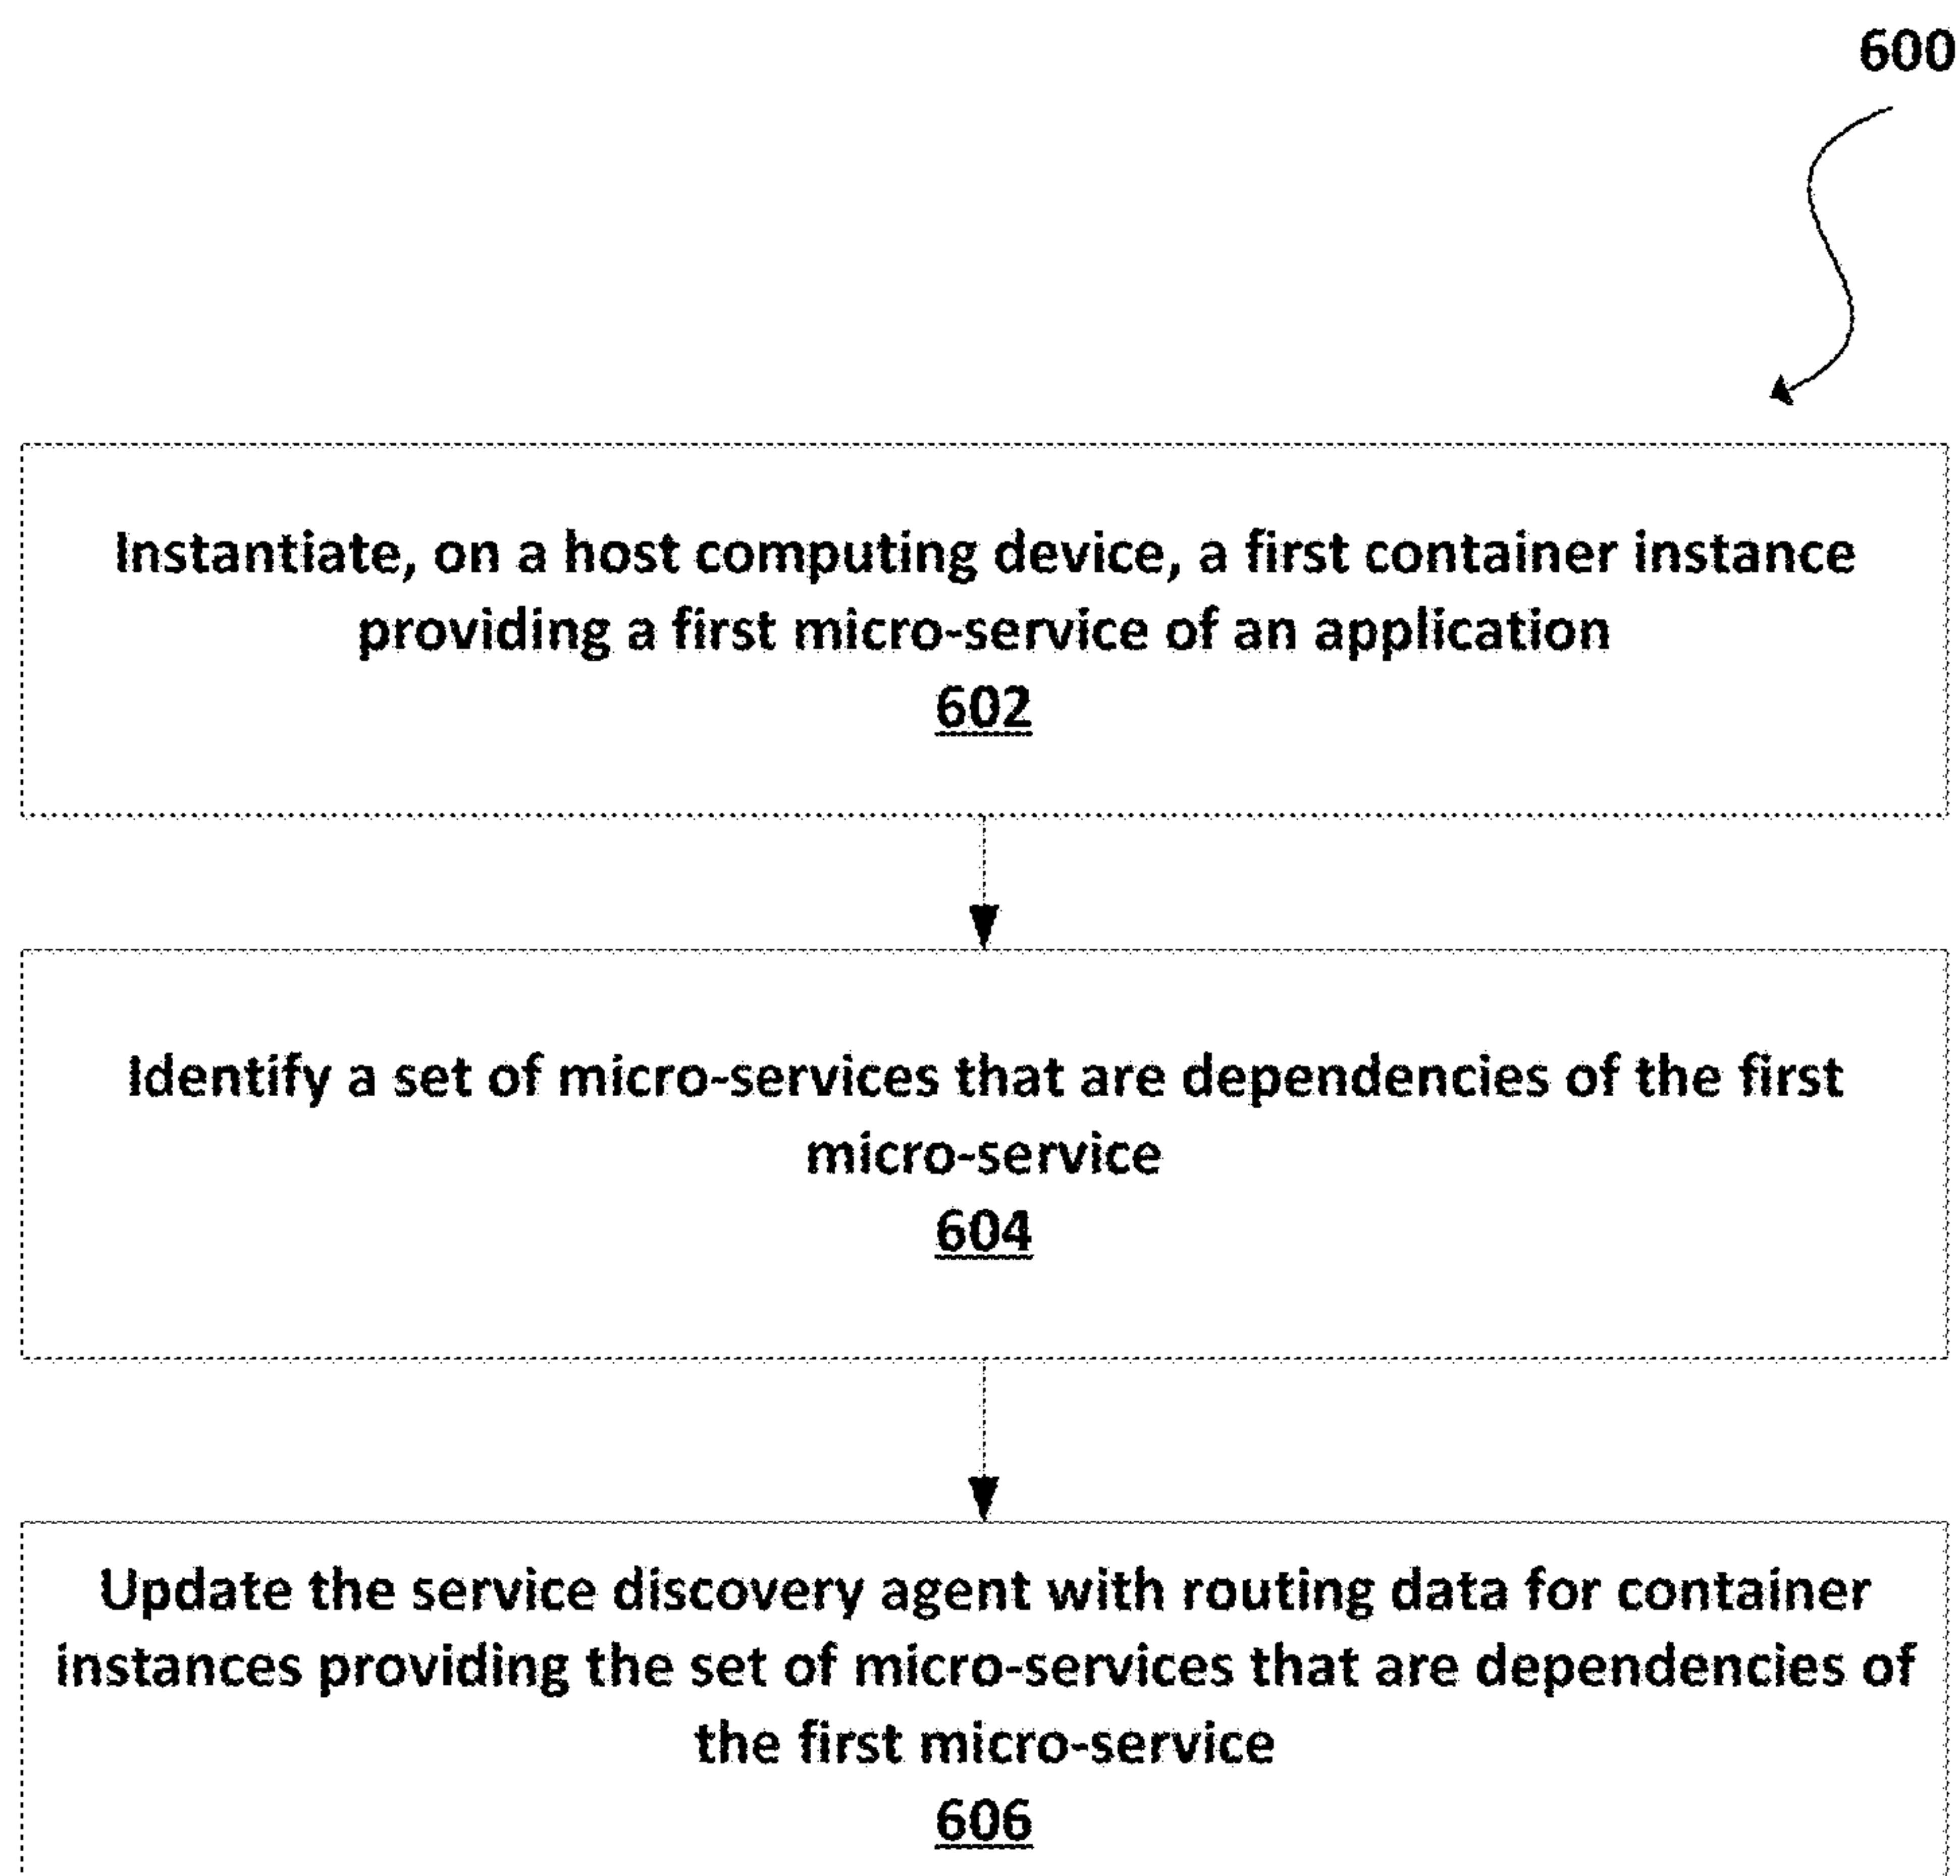 600
Instantiate, on a host computing device, a first container instance
providing a first micro-service of an application
602
Identify a set of micro-services that are dependencies of the first
micro-service
604
Update the service discovery agent with routing data for container
instances providing the set of micro-services that are dependencies of
the first micro-service
606